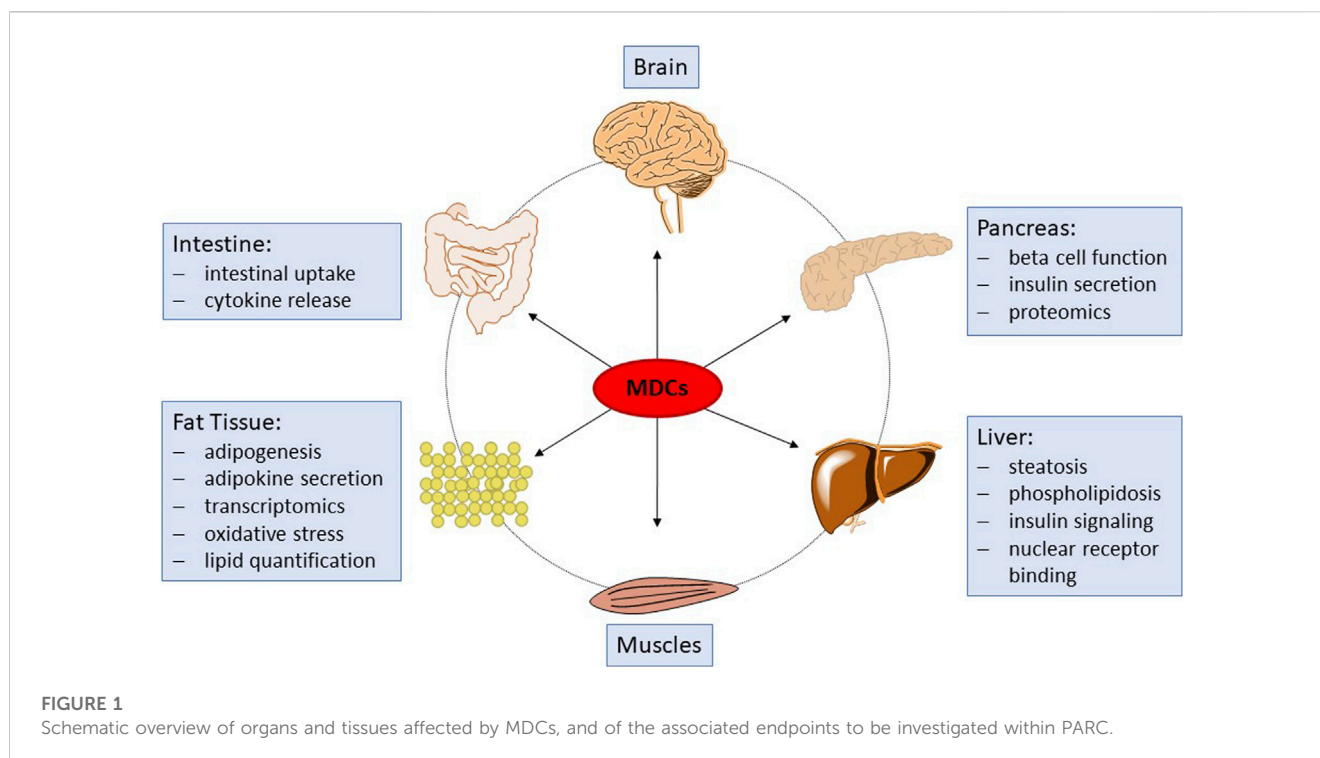 Brain
Intestine:
– intestinal uptake
– cytokine release
Pancreas:
– beta cell function
– insulin secretion
– proteomics
MDCs
Fat Tissue:
– adipogenesis
– adipokine secretion
– transcriptomics
– oxidative stress
– lipid quantification
Liver:
– steatosis
– phospholipidosis
– insulin signaling
– nuclear receptor
binding
Muscles
FIGURE 1
Schematic overview of organs and tissues affected by MDCs, and of the associated endpoints to be investigated within PARC.